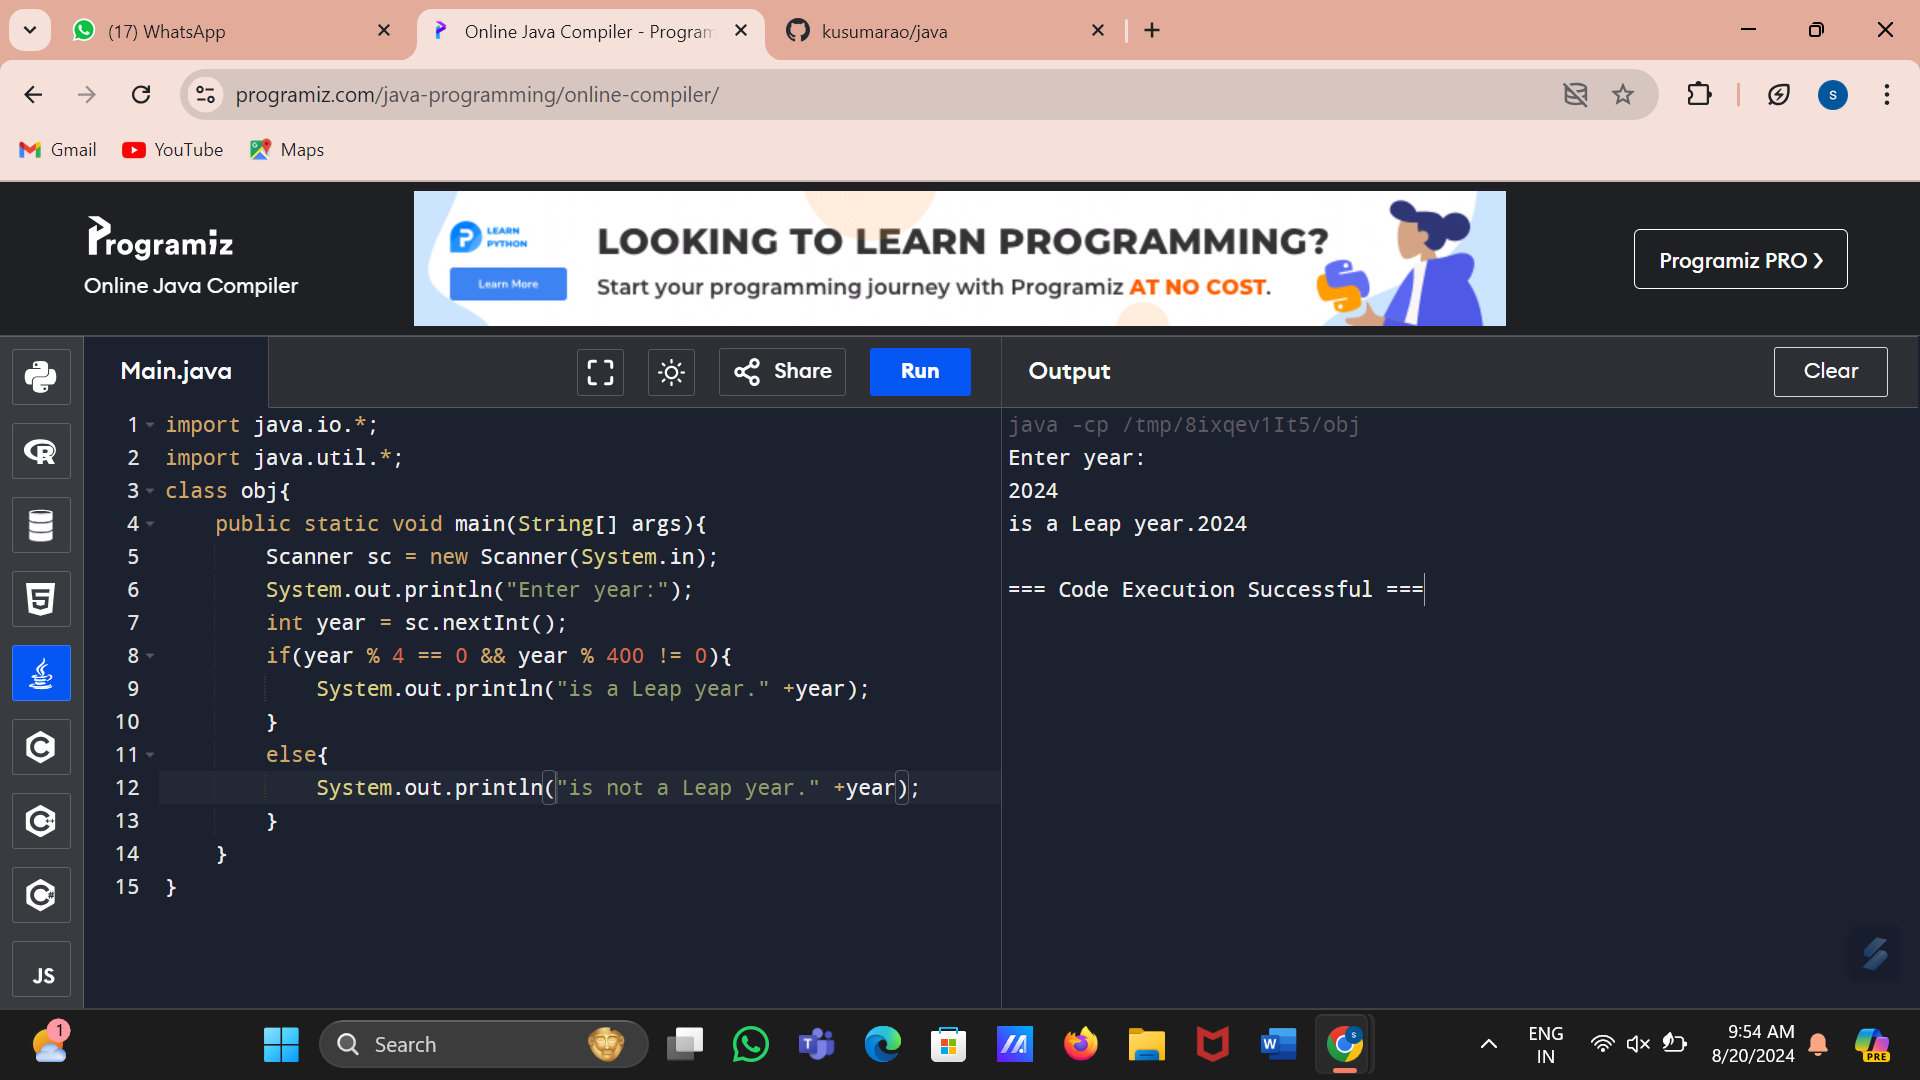 (17) WhatsApp
Online Java Compiler - Program
kusumarao/java
programiz.com/java-programming/online-compiler/
S
Gmail
YouTube
Maps
Programiz
Online Java Compiler
LEARN
PYTHON
Learn More
LOOKING TO LEARN PROGRAMMING?
Start your programming journey with Programiz AT NO COST.
Programiz PRO ›
Main.java
Share
Run
Output
Clear
1 import java.io.*;
2 import java.util.*;
3 class obj{
4     public static void main(String[] args){
5         Scanner sc = new Scanner(System.in);
6         System.out.println("Enter year:");
7         int year = sc.nextInt();
8         if(year % 4 == 0 && year % 400 != 0){
9             System.out.println("is a Leap year." +year);
10         }
11         else{
12             System.out.println("is not a Leap year." +year);
13         }
14     }
15 }
java -cp /tmp/8ixqev1It5/obj
Enter year:
2024
is a Leap year.2024
=== Code Execution Successful ===
JS
1
Search
ENG
IN
9:54 AM
8/20/2024
PRE